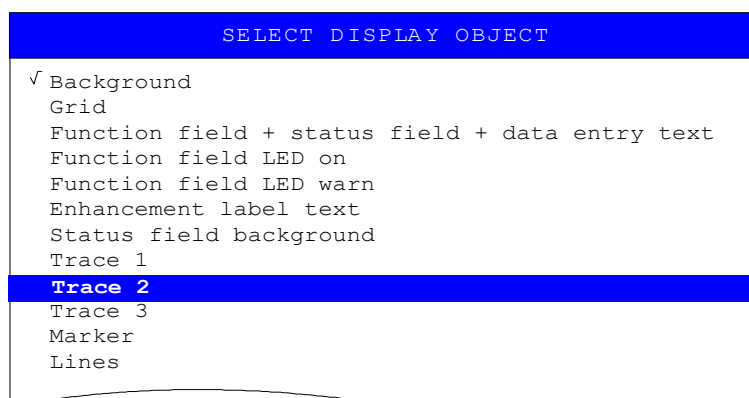 SELECT DISPLAY OBJECT
√ Background
Grid
Function field + status field + data entry text
Function field LED on
Function field LED warn
Enhancement label text
Status field background
Trace 1
Trace 2
Trace 3
Marker
Lines